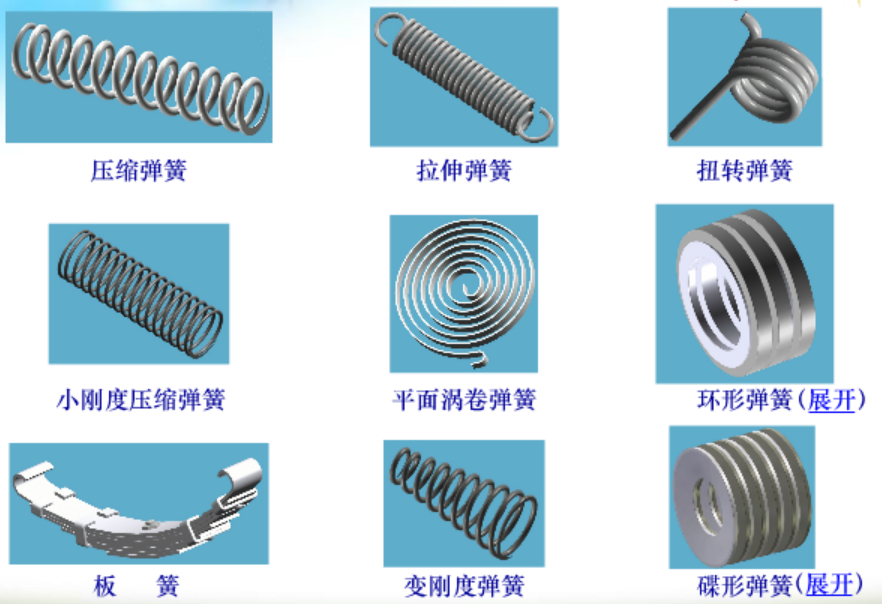 压缩弹簧
拉伸弹簧
扭转弹簧
小刚度压缩弹簧
平面涡卷弹簧
环形弹簧(展开)
板 簧
变刚度弹簧
碟形弹簧(展开)